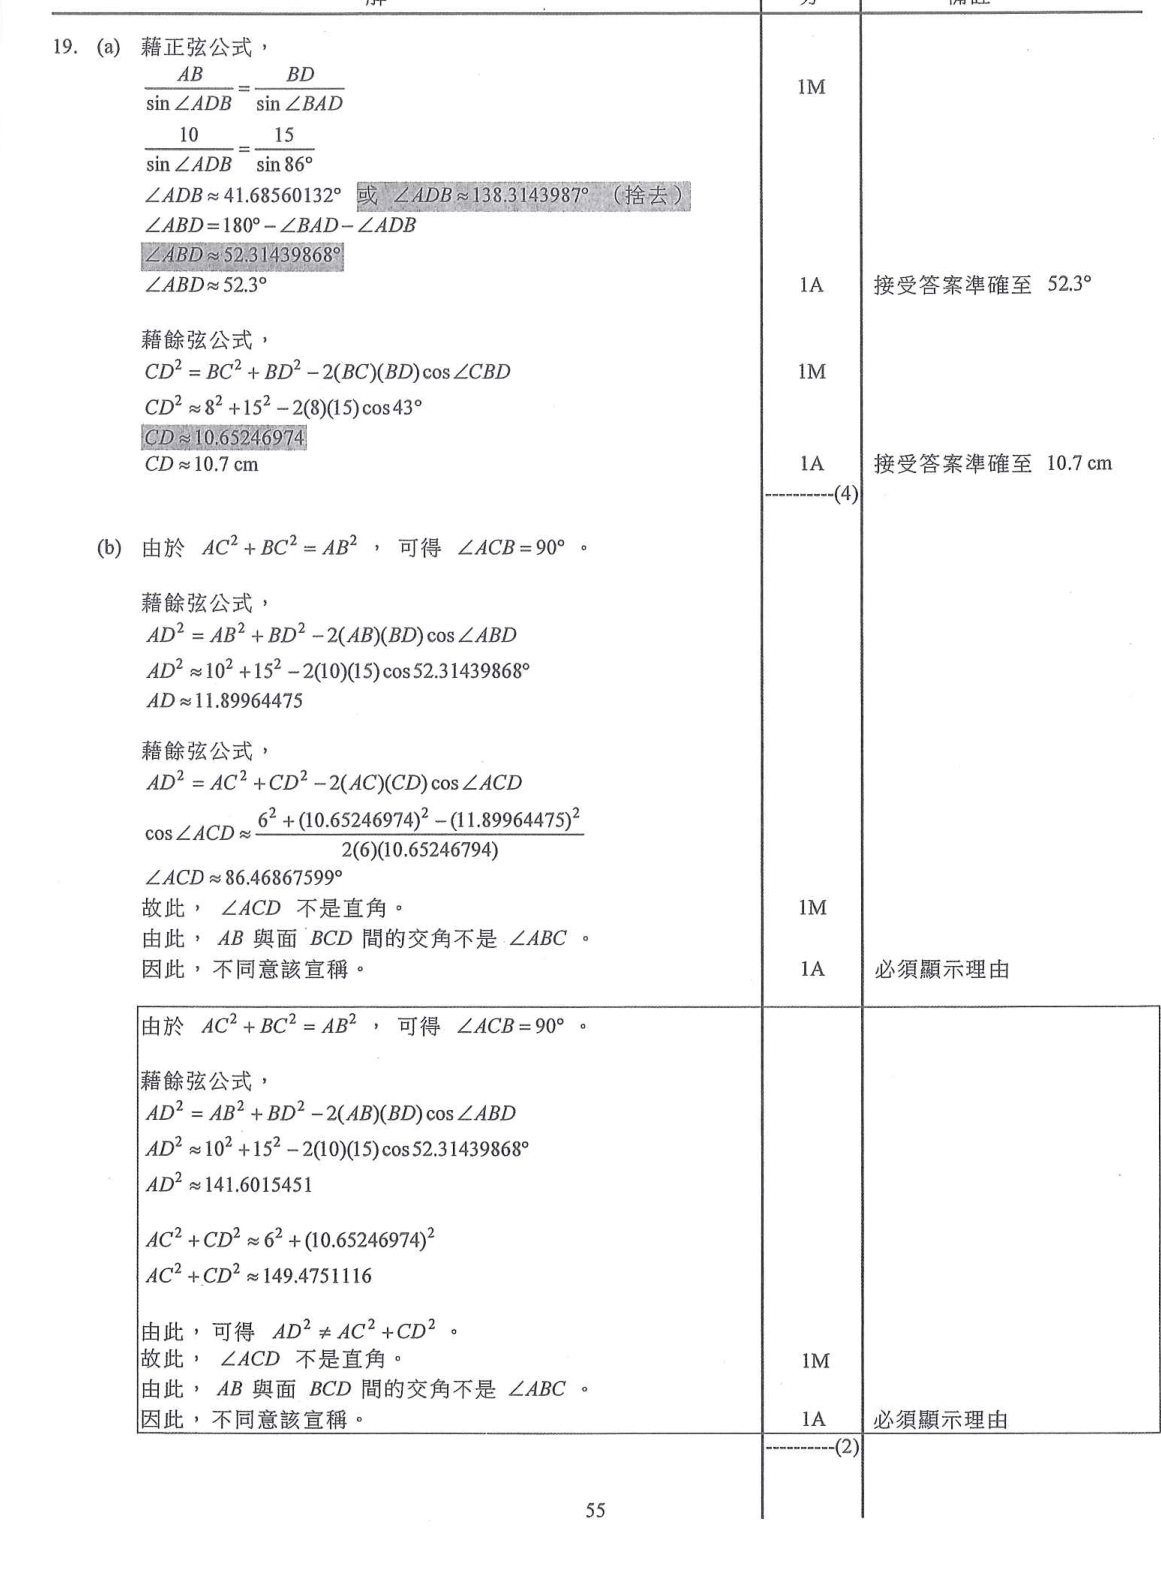 19. (a) 藉正弦公式，
AB/sin∠ADB = BD/sin∠BAD 1M
10/sin∠ADB = 15/sin86°
∠ADB≈41.68560132° 或 ∠ADB≈138.3143987° （捨去）
∠ABD=180°−∠BAD−∠ADB
∠ABD≈52.31439868°
∠ABD≈52.3° 1A 接受答案準確至 52.3°
藉餘弦公式，
CD²=BC²+BD²−2(BC)(BD)cos∠CBD 1M
CD²≈8²+15²−2(8)(15)cos43°
CD≈10.65246974
CD≈10.7 cm 1A 接受答案準確至 10.7 cm
----------(4)
(b) 由於 AC²+BC²=AB² ， 可得 ∠ACB=90° 。
藉餘弦公式，
AD²=AB²+BD²−2(AB)(BD)cos∠ABD
AD²≈10²+15²−2(10)(15)cos52.31439868°
AD≈11.89964475
藉餘弦公式，
AD²=AC²+CD²−2(AC)(CD)cos∠ACD
cos∠ACD≈(6²+(10.65246974)²−(11.89964475)²)/(2(6)(10.65246794))
∠ACD≈86.46867599°
故此， ∠ACD 不是直角。 1M
由此， AB 與面 BCD 間的交角不是 ∠ABC 。
因此，不同意該宣稱。 1A 必須顯示理由
由於 AC²+BC²=AB² ， 可得 ∠ACB=90° 。
藉餘弦公式，
AD²=AB²+BD²−2(AB)(BD)cos∠ABD
AD²≈10²+15²−2(10)(15)cos52.31439868°
AD²≈141.6015451
AC²+CD²≈6²+(10.65246974)²
AC²+CD²≈149.4751116
由此，可得 AD²≠AC²+CD² 。
故此， ∠ACD 不是直角。 1M
由此， AB 與面 BCD 間的交角不是 ∠ABC 。
因此，不同意該宣稱。 1A 必須顯示理由
----------(2)
55